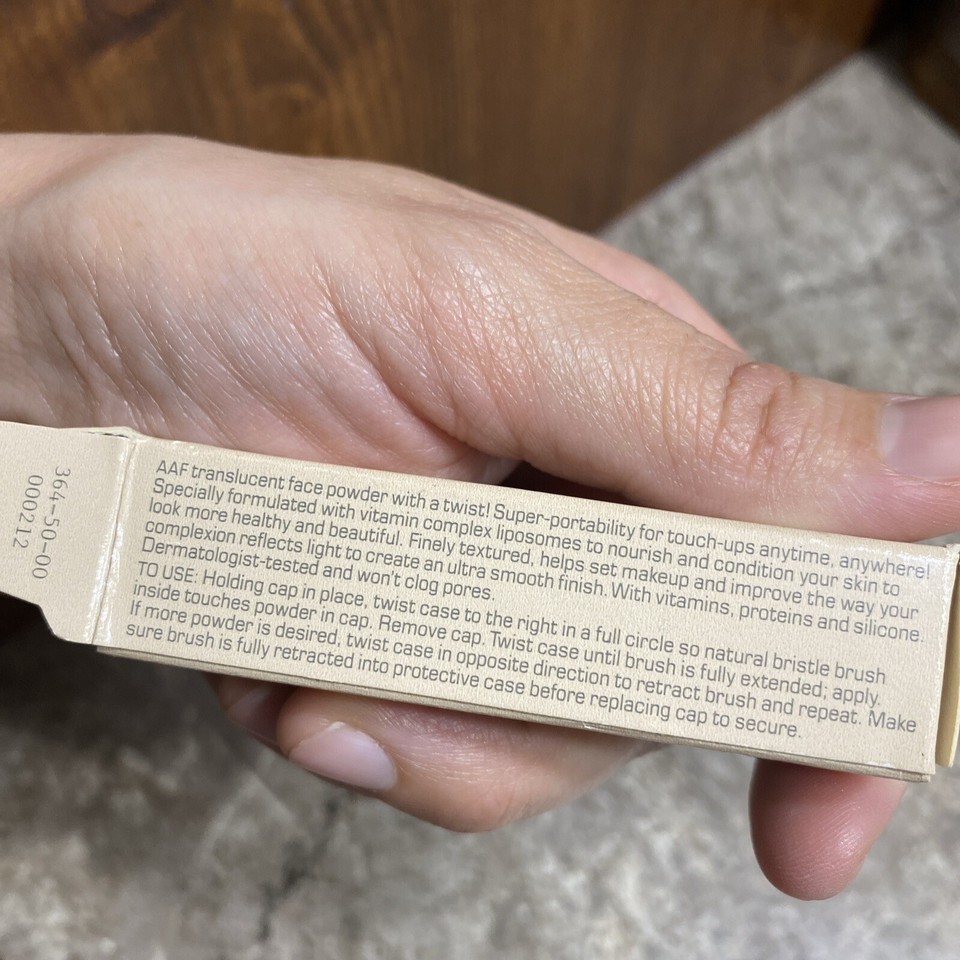 364-50-00
000212
AAF translucent face powder with a twist! Super-portability for touch-ups anytime, anywhere!
Specially formulated with vitamin complex liposomes to nourish and condition your skin to
look more healthy and beautiful. Finely textured, helps set makeup and improve the way your
complexion reflects light to create an ultra smooth finish. With vitamins, proteins and silicone.
Dermatologist-tested and won't clog pores.
TO USE: Holding cap in place, twist case to the right in a full circle so natural bristle brush
inside touches powder in cap. Remove cap. Twist case until brush is fully extended; apply.
If more powder is desired, twist case in opposite direction to retract brush and repeat. Make
sure brush is fully retracted into protective case before replacing cap to secure.